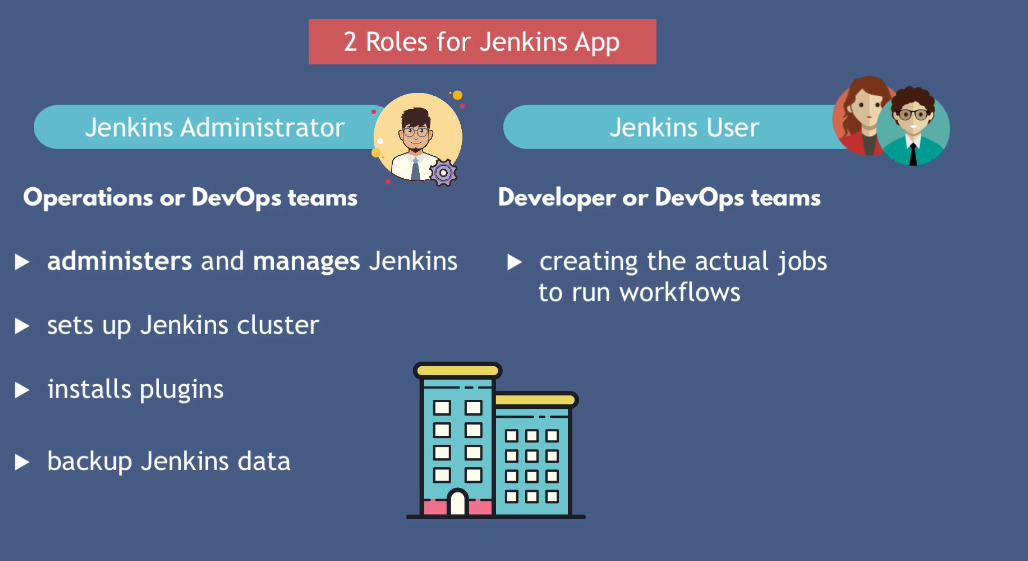 2 Roles for Jenkins App
Jenkins Administrator
Operations or DevOps teams
administers and manages Jenkins
sets up Jenkins cluster
installs plugins
backup Jenkins data
Jenkins User
Developer or DevOps teams
creating the actual jobs
to run workflows